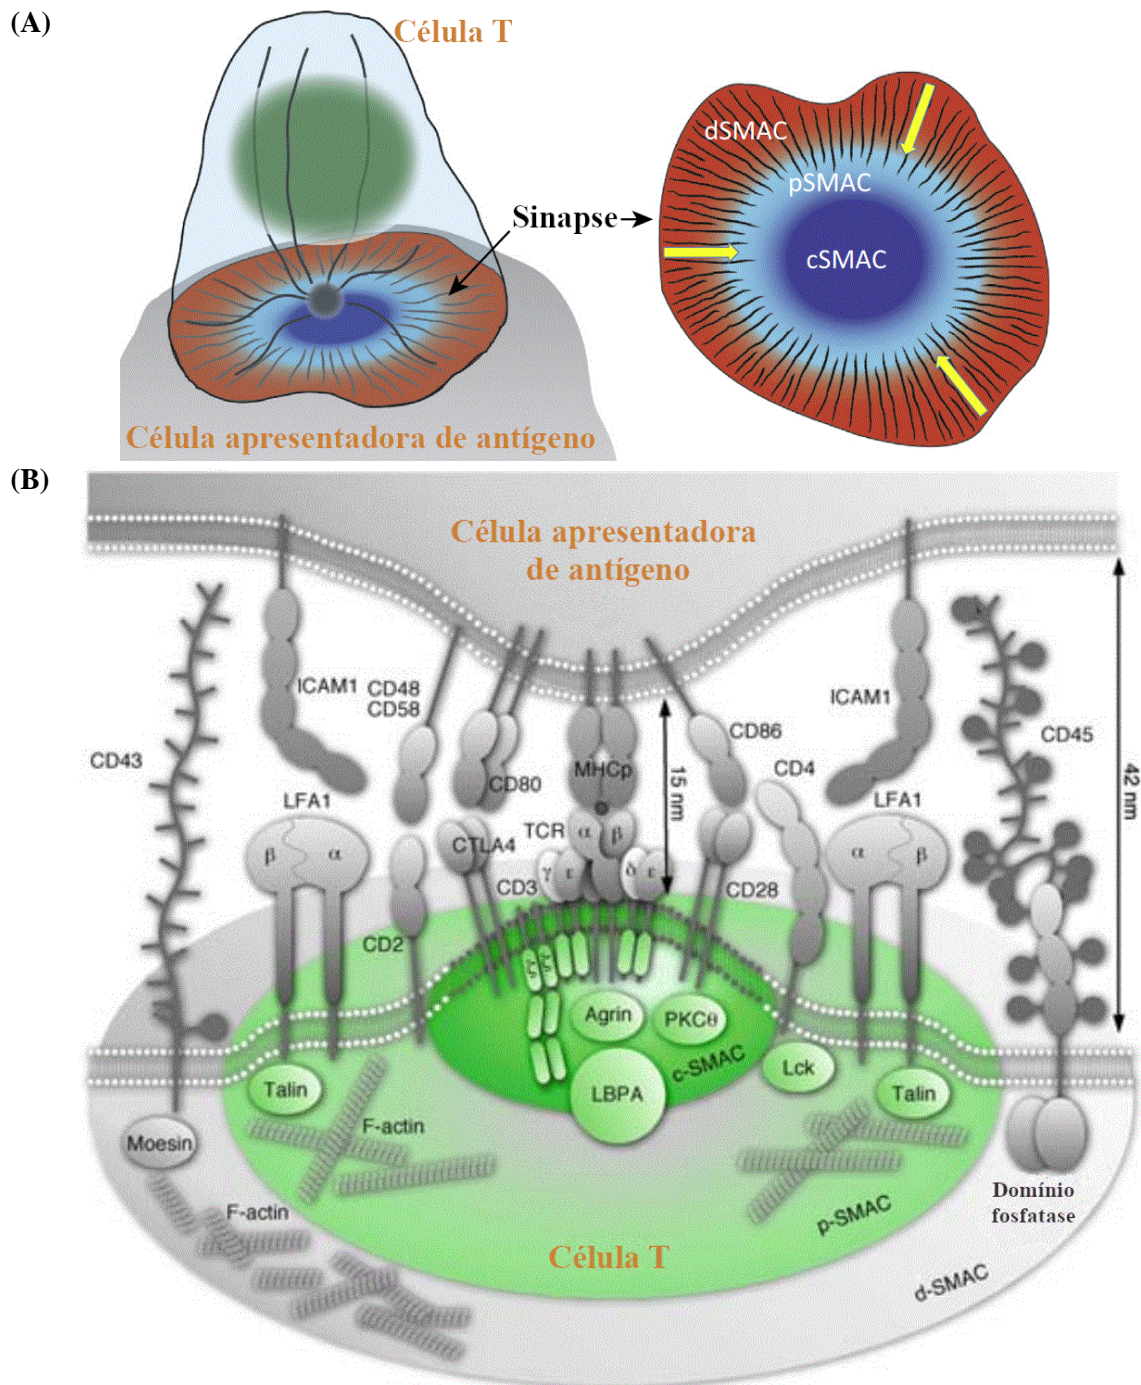 (A)
Célula T
dSMAC
pSMAC
Sinapse
cSMAC
Célula apresentadora de antígeno
(B)
Célula apresentadora
de antígeno
ICAM1
CD48
CD58
CD43
CD80
MHCp
15 nm
CD86
CD4
ICAM1
CD45
42 nm
LFA1
β
α
CTLA4
TCR
α
β
CD3
γ
ε
δ
ε
CD28
LFA1
α
β
CD2
Agrin
PKCθ
c-SMAC
LBPA
Lck
Talin
Talin
Moesin
F-actin
F-actin
p-SMAC
Domínio
fosfatase
Célula T
d-SMAC